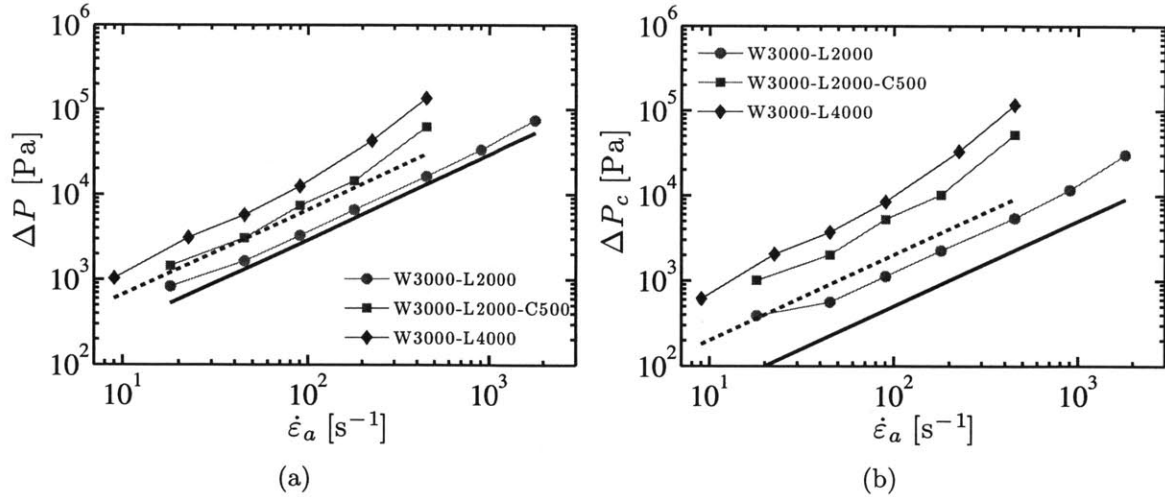 10^6
10^5
10^4
10^3
10^2
ΔP [Pa]
W3000-L2000
W3000-L2000-C500
W3000-L4000
10^1 10^2 10^3
ε̇_a [s^{-1}]
(a)
10^6
10^5
10^4
10^3
10^2
ΔP_c [Pa]
W3000-L2000
W3000-L2000-C500
W3000-L4000
10^1 10^2 10^3
ε̇_a [s^{-1}]
(b)